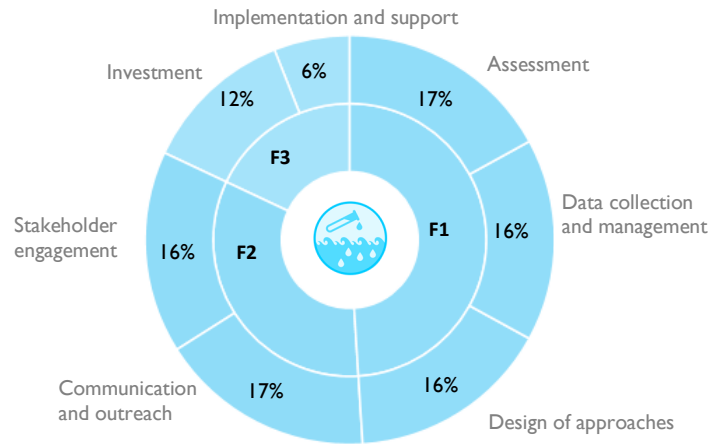 Implementation and support
Investment
Assessment
6%
12%
17%
F3
Stakeholder
engagement
Data collection
and management
16%
F2
F1
16%
Communication
and outreach
17%
16%
Design of approaches